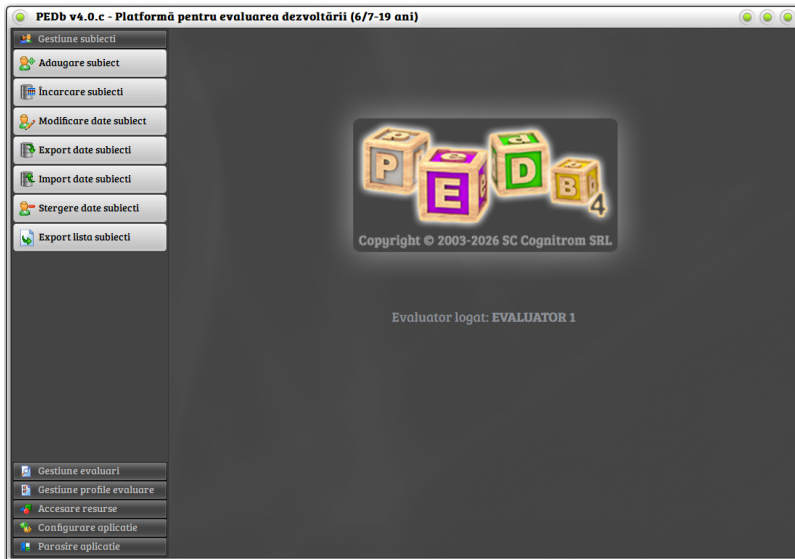 PEDb v4.0.c - Platformă pentru evaluarea dezvoltării (6/7-19 ani)
Gestiune subiecti
Adaugare subiect
Încarcare subiecti
Modificare date subiect
Export date subiecti
Import date subiecti
Stergere date subiecti
Export lista subiecti
P E D B 4
Copyright © 2003-2026 SC Cognitrom SRL
Evaluator logat: EVALUATOR 1
Gestiune evaluari
Gestiune profile evaluare
Accesare resurse
Configurare aplicatie
Parasire aplicatie